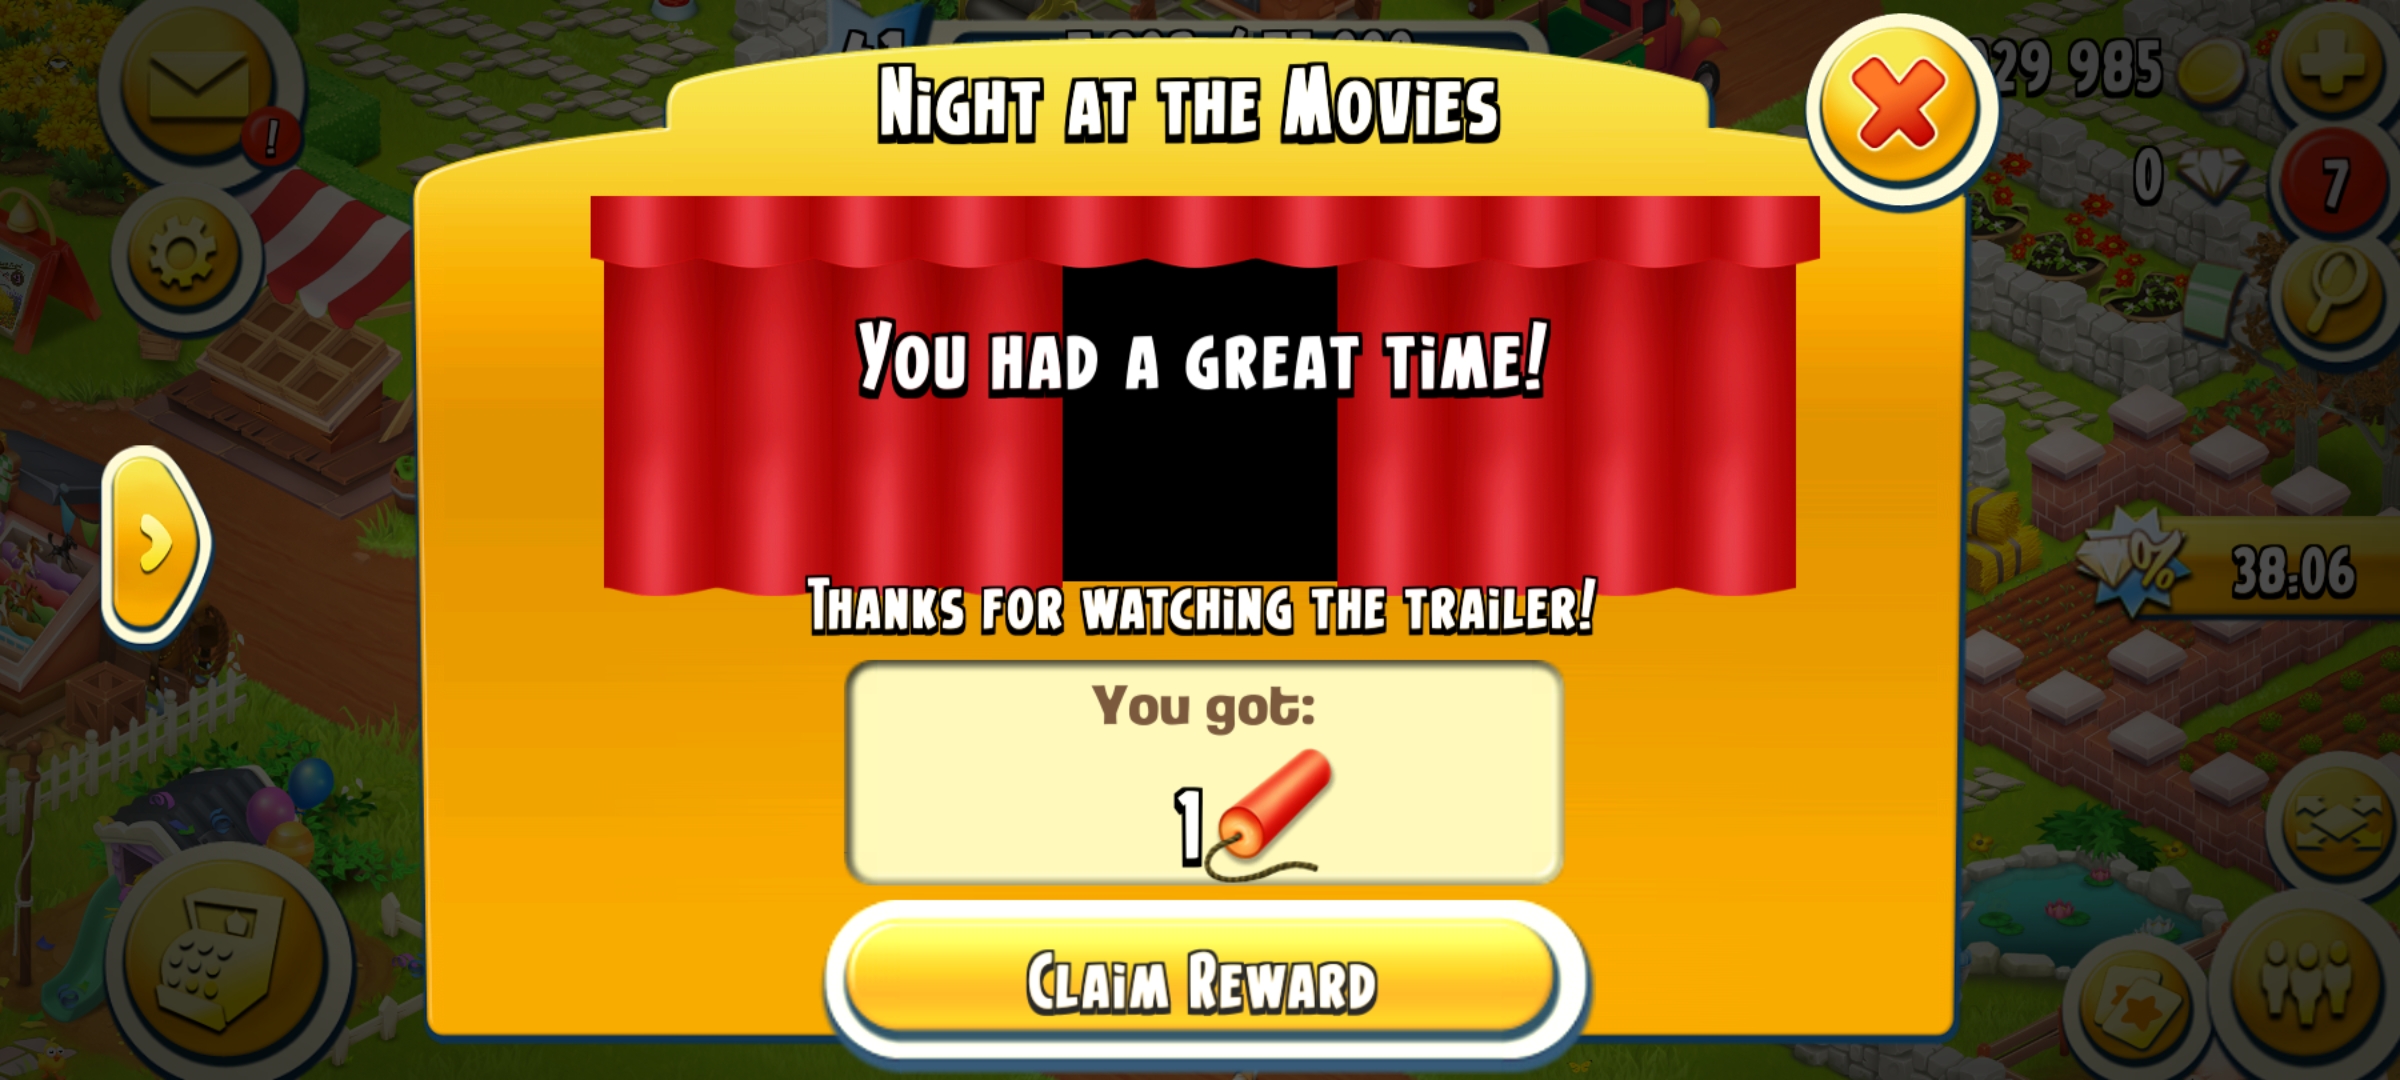 Night at the Movies
29 985
0
7
!
You had a great time!
38:06
Thanks for watching the trailer!
You got:
1
Claim Reward